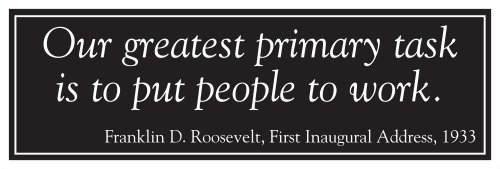 Our greatest primary task
is to put people to work.
Franklin D. Roosevelt, First Inaugural Address, 1933